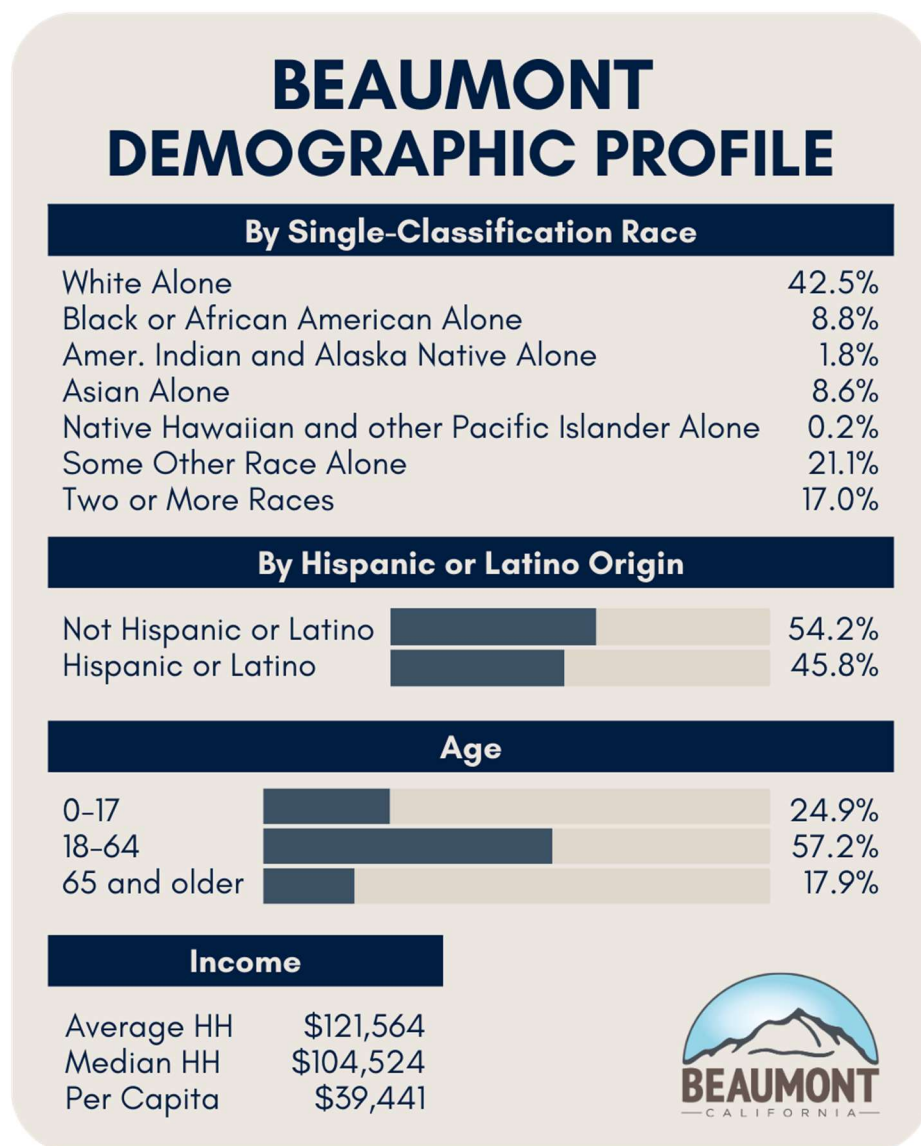 BEAUMONT
DEMOGRAPHIC PROFILE
By Single-Classification Race
White Alone 42.5%
Black or African American Alone 8.8%
Amer. Indian and Alaska Native Alone 1.8%
Asian Alone 8.6%
Native Hawaiian and other Pacific Islander Alone 0.2%
Some Other Race Alone 21.1%
Two or More Races 17.0%
By Hispanic or Latino Origin
Not Hispanic or Latino 54.2%
Hispanic or Latino 45.8%
Age
0-17 24.9%
18-64 57.2%
65 and older 17.9%
Income
Average HH $121,564
Median HH $104,524
Per Capita $39,441
BEAUMONT
CALIFORNIA